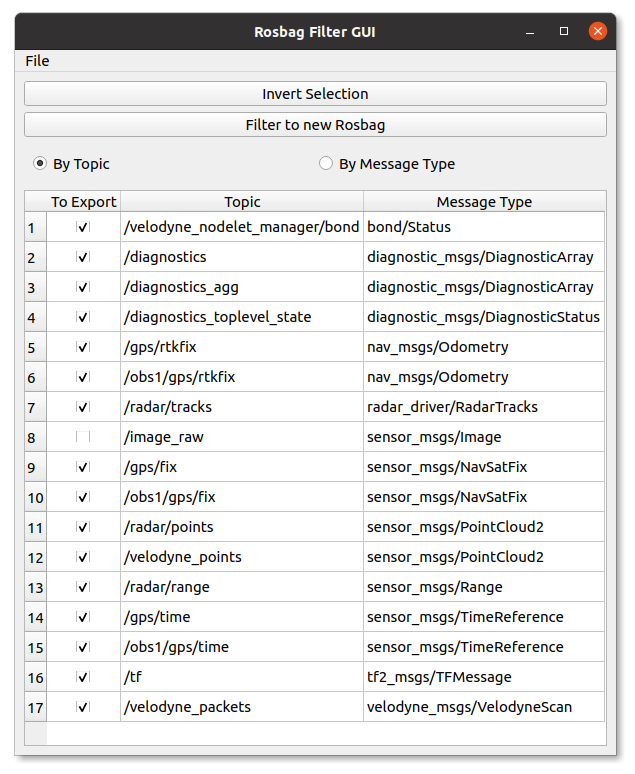 Rosbag Filter GUI
File
Invert Selection
Filter to new Rosbag
By Topic By Message Type
To Export Topic Message Type
1 /velodyne_nodelet_manager/bond bond/Status
2 /diagnostics diagnostic_msgs/DiagnosticArray
3 /diagnostics_agg diagnostic_msgs/DiagnosticArray
4 /diagnostics_toplevel_state diagnostic_msgs/DiagnosticStatus
5 /gps/rtkfix nav_msgs/Odometry
6 /obs1/gps/rtkfix nav_msgs/Odometry
7 /radar/tracks radar_driver/RadarTracks
8 /image_raw sensor_msgs/Image
9 /gps/fix sensor_msgs/NavSatFix
10 /obs1/gps/fix sensor_msgs/NavSatFix
11 /radar/points sensor_msgs/PointCloud2
12 /velodyne_points sensor_msgs/PointCloud2
13 /radar/range sensor_msgs/Range
14 /gps/time sensor_msgs/TimeReference
15 /obs1/gps/time sensor_msgs/TimeReference
16 /tf tf2_msgs/TFMessage
17 /velodyne_packets velodyne_msgs/VelodyneScan